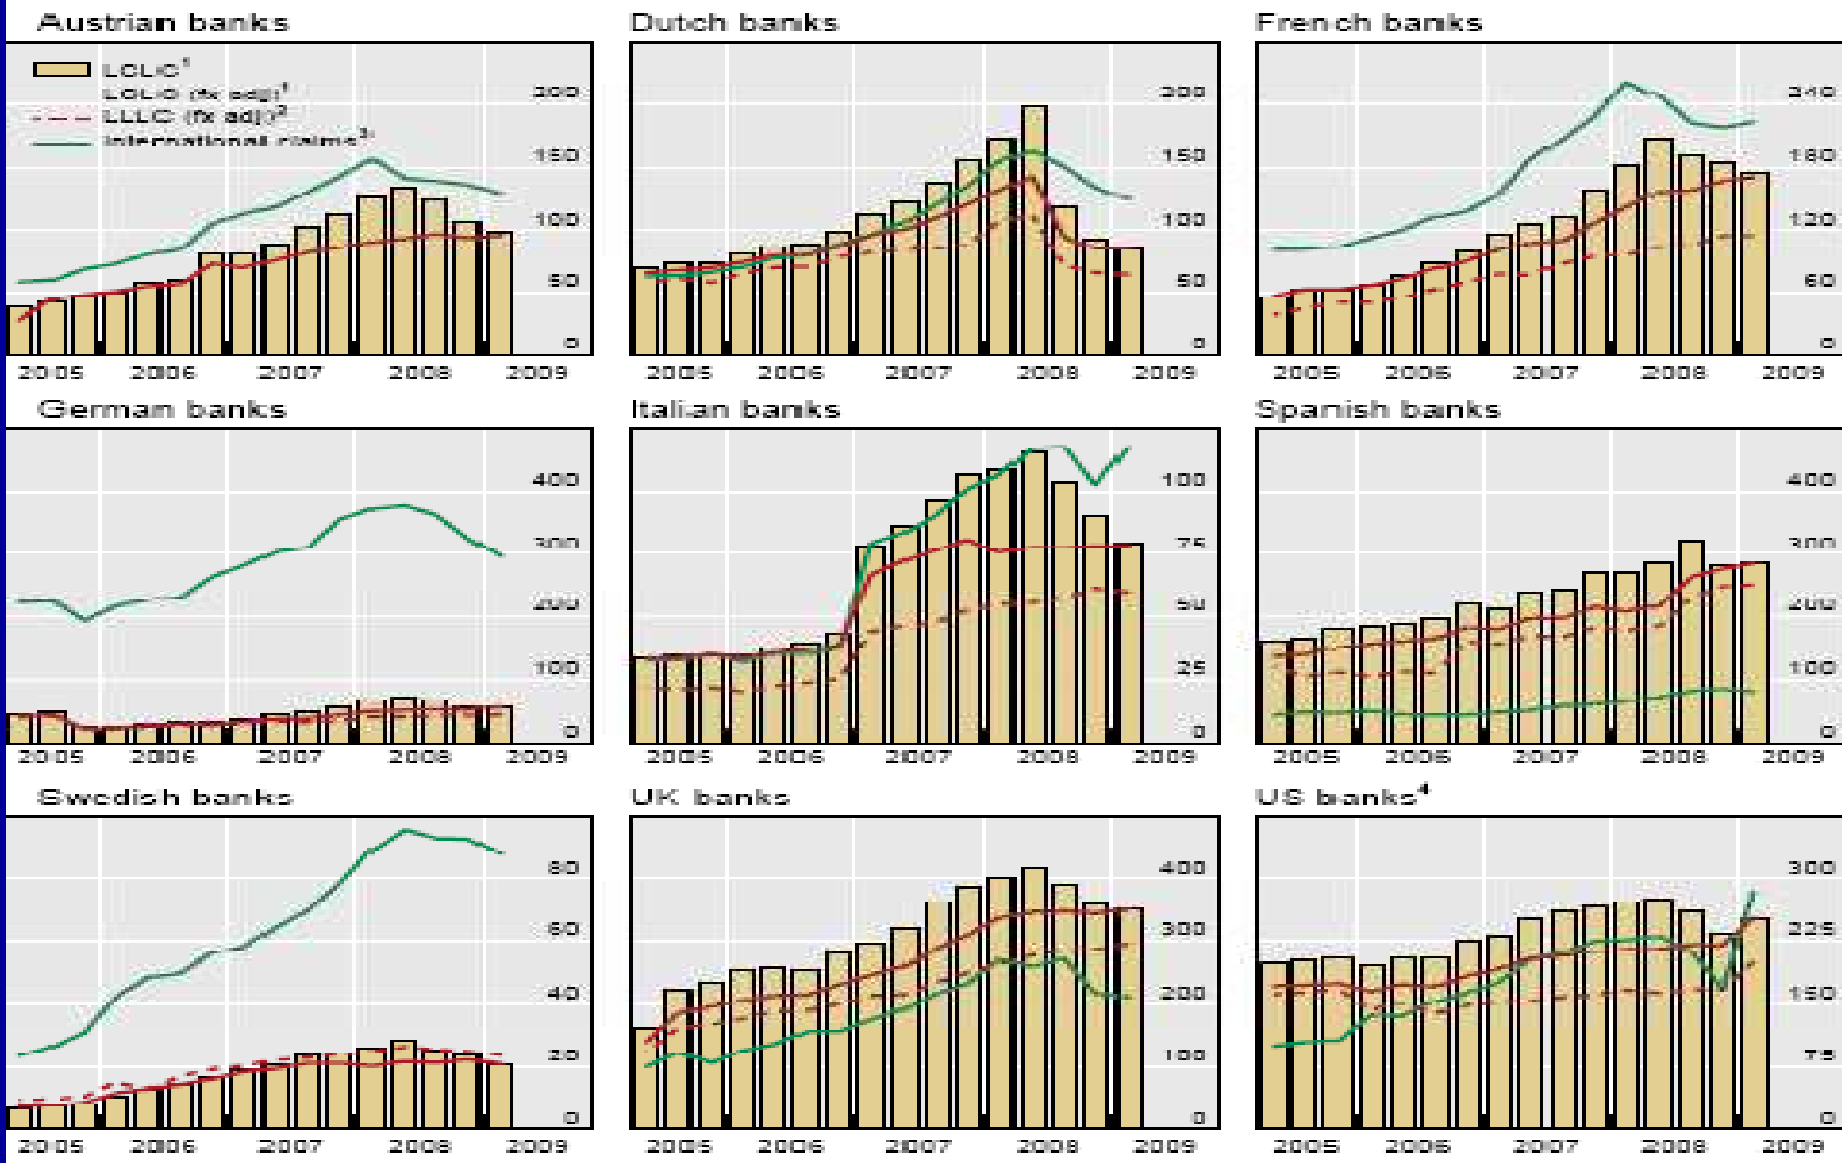 Austrian banks
Dutch banks
French banks
LCLC¹
LCLC (fx adj)¹
LLLC (fx adj)²
International claims³
200
150
100
50
0
200
150
100
50
0
240
180
120
60
0
2005 2006 2007 2008 2009
2005 2006 2007 2008 2009
2005 2006 2007 2008 2009
German banks
Italian banks
Spanish banks
400
300
200
100
0
100
75
50
25
0
400
300
200
100
0
2005 2006 2007 2008 2009
2005 2006 2007 2008 2009
2005 2006 2007 2008 2009
Swedish banks
UK banks
US banks⁴
80
60
40
20
0
400
300
200
100
0
300
225
150
75
0
2005 2006 2007 2008 2009
2005 2006 2007 2008 2009
2005 2006 2007 2008 2009